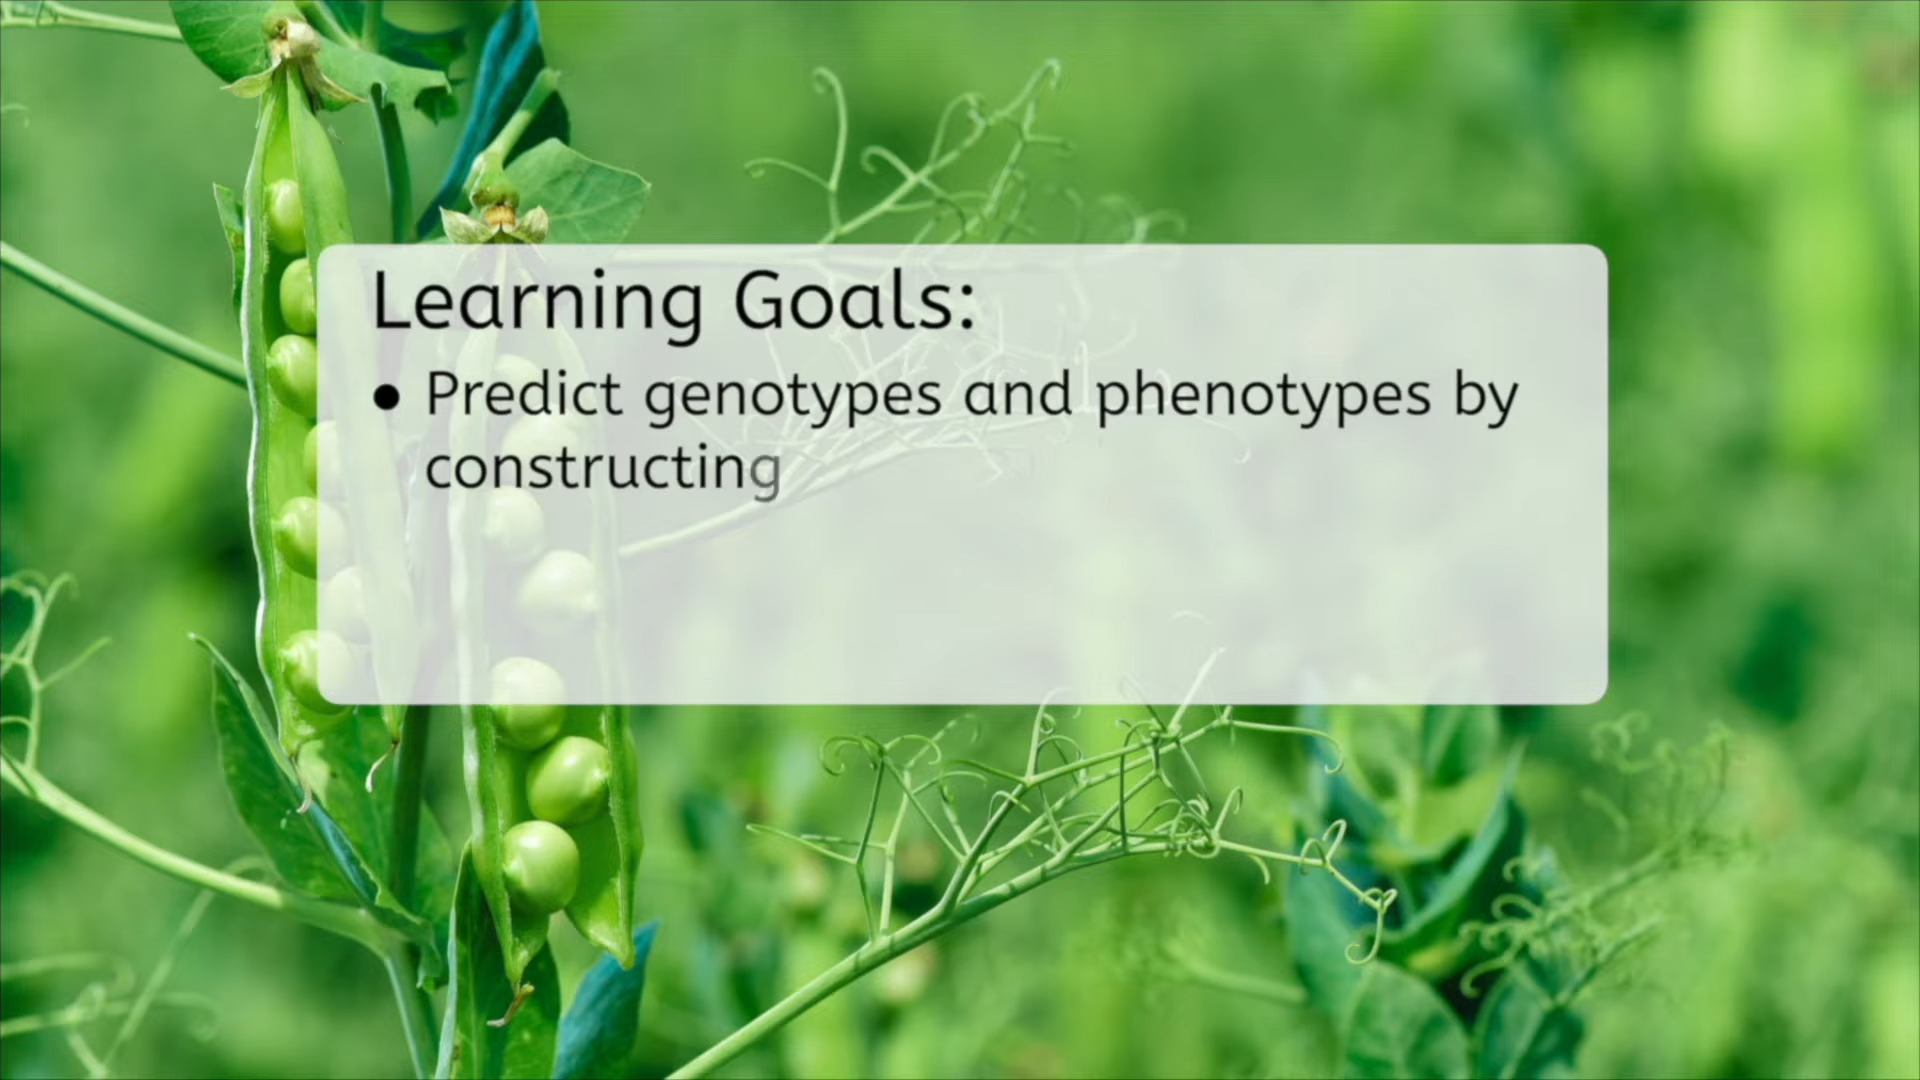 Learning Goals:
● Predict genotypes and phenotypes by
constructing